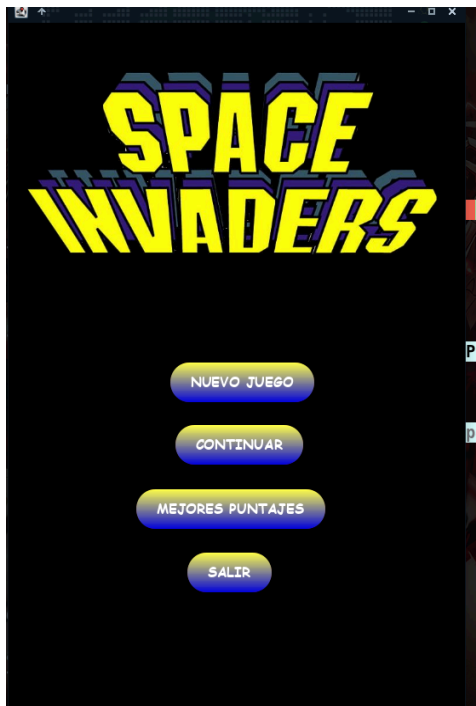 SPACE
INVADERS
NUEVO JUEGO
CONTINUAR
MEJORES PUNTAJES
SALIR
P
p